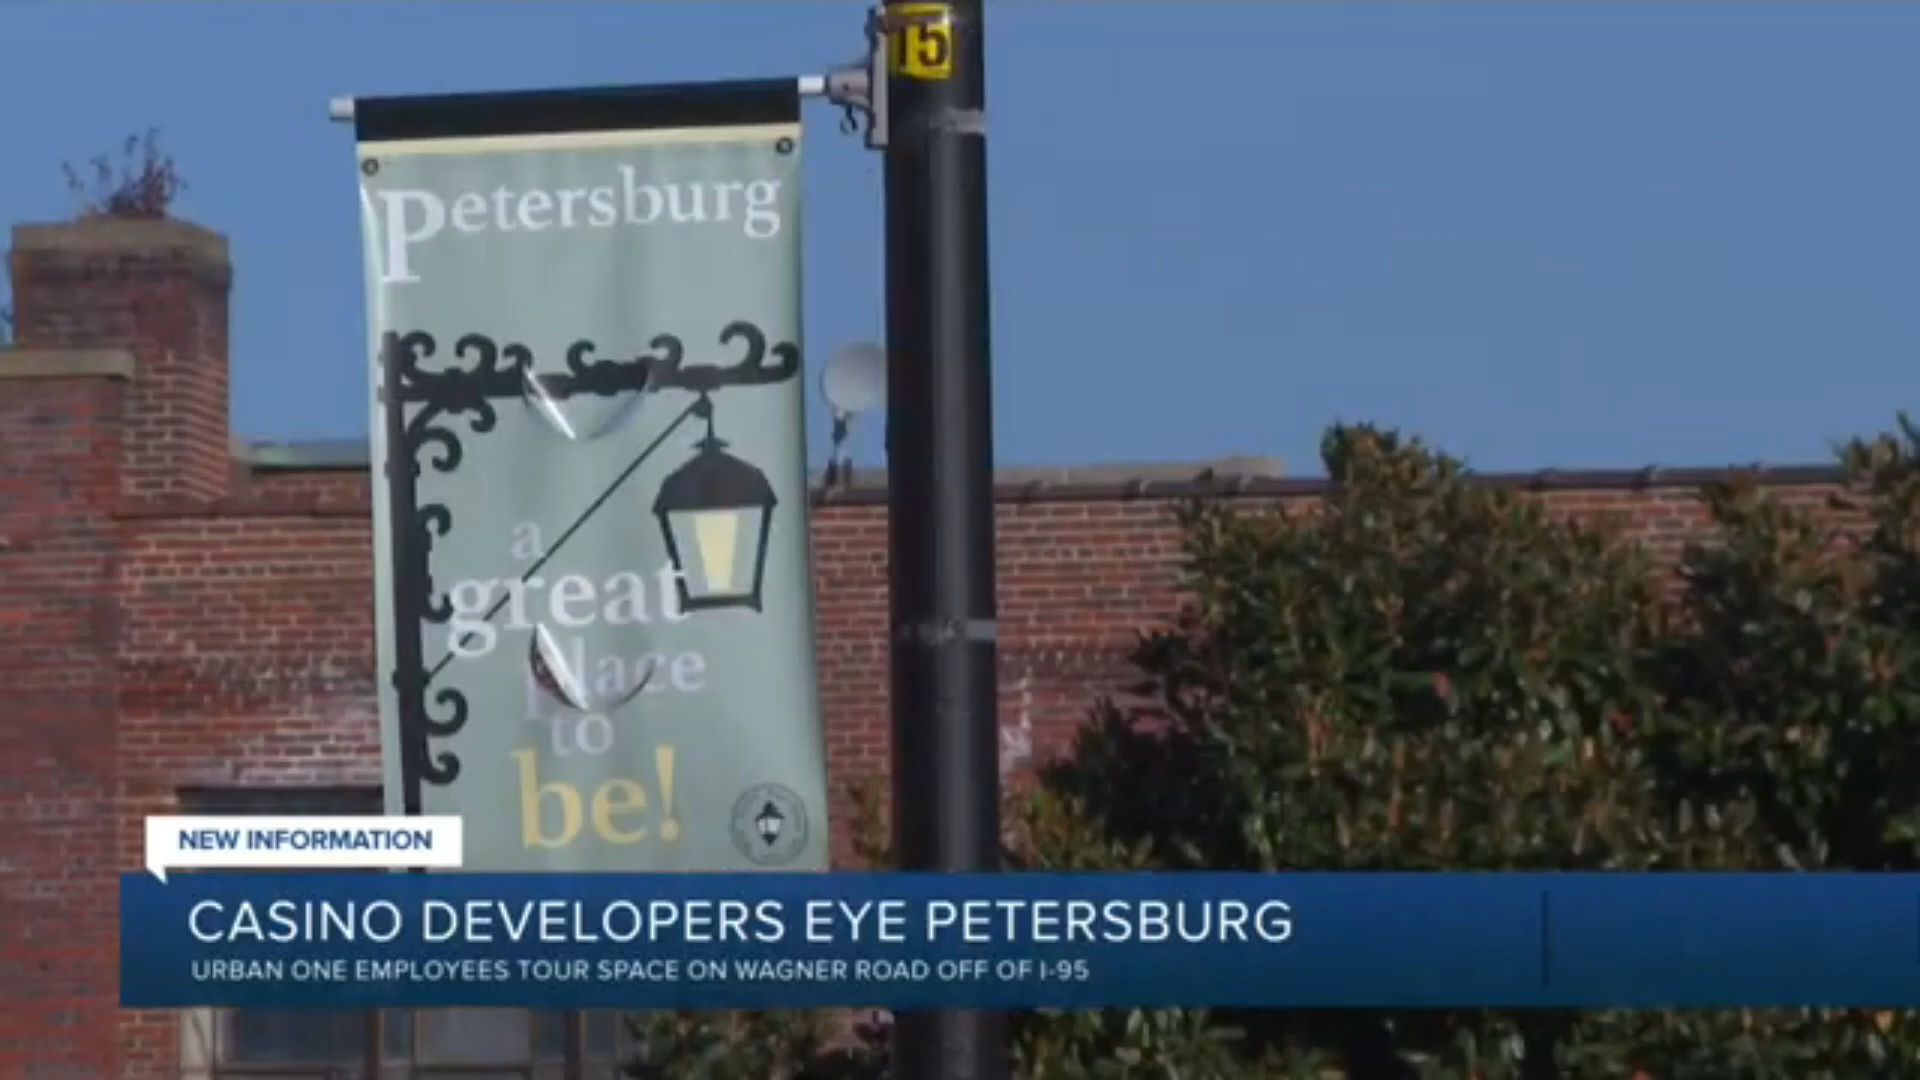 15
Petersburg
a
great
place
to
be!
NEW INFORMATION
CASINO DEVELOPERS EYE PETERSBURG
URBAN ONE EMPLOYEES TOUR SPACE ON WAGNER ROAD OFF OF I-95